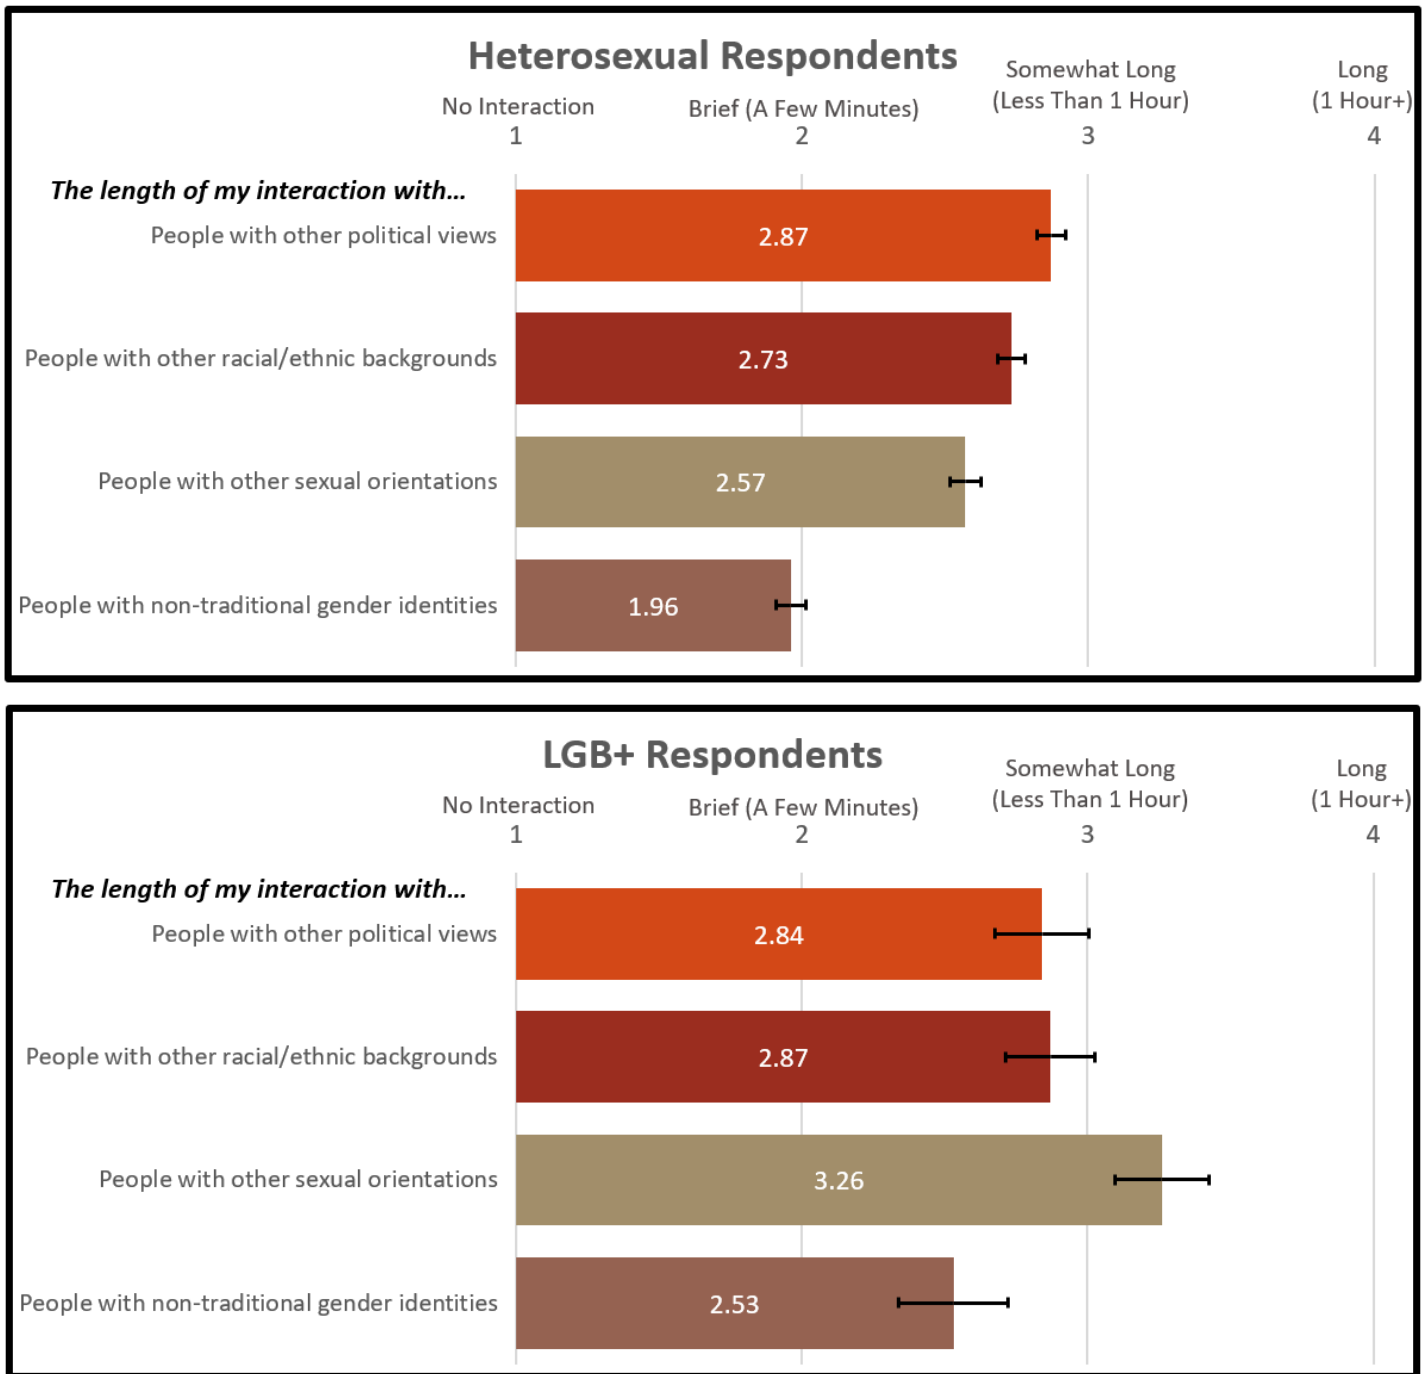 Heterosexual Respondents
No Interaction
Brief (A Few Minutes)
Somewhat Long
(Less Than 1 Hour)
Long
(1 Hour+)
1
2
3
4
The length of my interaction with...
People with other political views
2.87
People with other racial/ethnic backgrounds
2.73
People with other sexual orientations
2.57
People with non-traditional gender identities
1.96
LGB+ Respondents
No Interaction
Brief (A Few Minutes)
Somewhat Long
(Less Than 1 Hour)
Long
(1 Hour+)
1
2
3
4
The length of my interaction with...
People with other political views
2.84
People with other racial/ethnic backgrounds
2.87
People with other sexual orientations
3.26
People with non-traditional gender identities
2.53